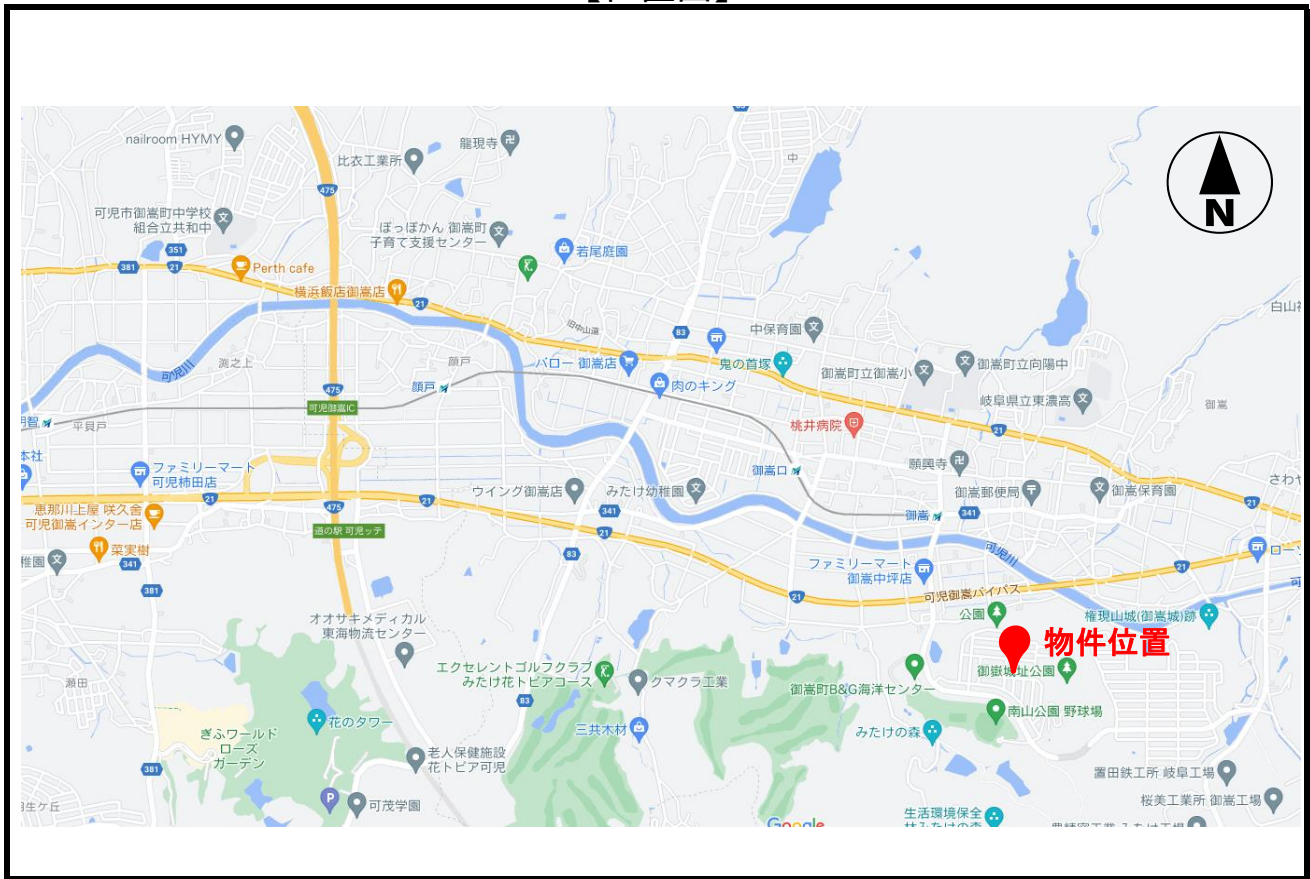 nailroom HYMY
比衣工業所
龍現寺
中
N
475
可児市御嵩町中学校
組合立共和中
ぽっぽかん 御嵩町
子育て支援センター
若尾庭園
351
381
21
Perth cafe
横浜飯店御嵩店
21
白山神
旧中山道
83
中保育園
可児川
渕之上
顔戸
バロー 御嵩店
鬼の首塚
御嵩町立御嵩小
御嵩町立向陽中
顔戸
肉のキング
475
可児御嵩IC
岐阜県立東濃高
御嵩
明智
平貝戸
桃井病院
21
本社
ファミリーマート
可児柿田店
ウイング御嵩店
みたけ幼稚園
御嵩口
願興寺
御嵩郵便局
御嵩保育園
さわや
21
21
21
475
恵那川上屋 咲久舎
可児御嵩インター店
道の駅 可児ッテ
341
御嵩
341
21
菜実樹
341
稚園
83
可児川
ファミリーマート
御嵩中坪店
ローソ
21
381
21
可児御嵩バイパス
公園
権現山城(御嵩城)跡
オオサキメディカル
東海物流センター
物件位置
エクセレントゴルフクラブ
みたけ花トピアコース
クマクラ工業
御嵩町B&G海洋センター
御嶽城址公園
瀬田
83
花のタワー
三共木材
みたけの森
南山公園 野球場
ぎふワールド
ローズ
ガーデン
381
老人保健施設
花トピア可児
置田鉄工所 岐阜工場
P
可茂学園
桜美工業所 御嵩工場
生活環境保全
Google